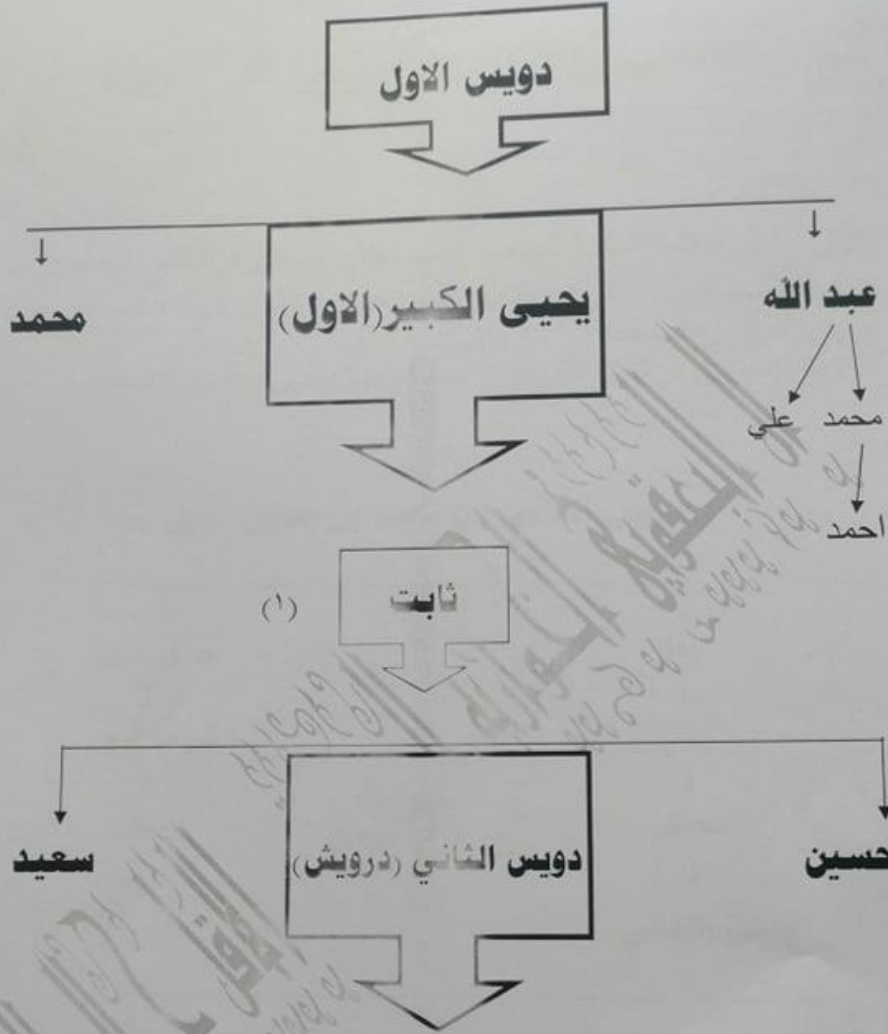 دويس الاول
عبد الله
يحيى الكبير (الاول)
محمد
محمد علي
احمد
ثابت
(١)
حسين
دويس الثاني (درويش)
سعيد